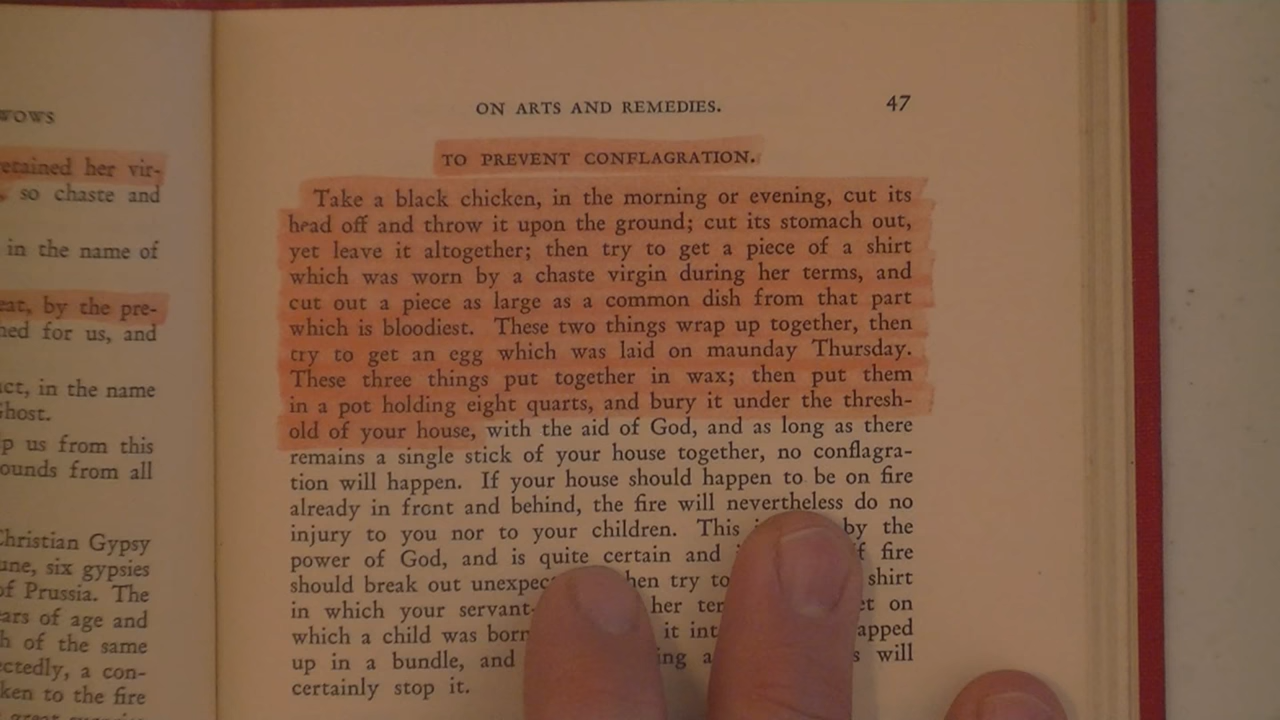 WOWS
retained her vir-
so chaste and
in the name of
eat, by the pre-
ned for us, and
ict, in the name
Ghost.
p us from this
ounds from all
Christian Gypsy
une, six gypsies
of Prussia. The
ears of age and
h of the same
ectedly, a con-
ken to the fire
ON ARTS AND REMEDIES. 47
TO PREVENT CONFLAGRATION.
Take a black chicken, in the morning or evening, cut its
head off and throw it upon the ground; cut its stomach out,
yet leave it altogether; then try to get a piece of a shirt
which was worn by a chaste virgin during her terms, and
cut out a piece as large as a common dish from that part
which is bloodiest. These two things wrap up together, then
try to get an egg which was laid on maunday Thursday.
These three things put together in wax; then put them
in a pot holding eight quarts, and bury it under the thresh-
old of your house, with the aid of God, and as long as there
remains a single stick of your house together, no conflagra-
tion will happen. If your house should happen to be on fire
already in front and behind, the fire will nevertheless do no
injury to you nor to your children. This by the
power of God, and is quite certain and fire
should break out unexpec hen try to shirt
in which your servant- her ter et on
which a child was born it int apped
up in a bundle, and ing a s will
certainly stop it.